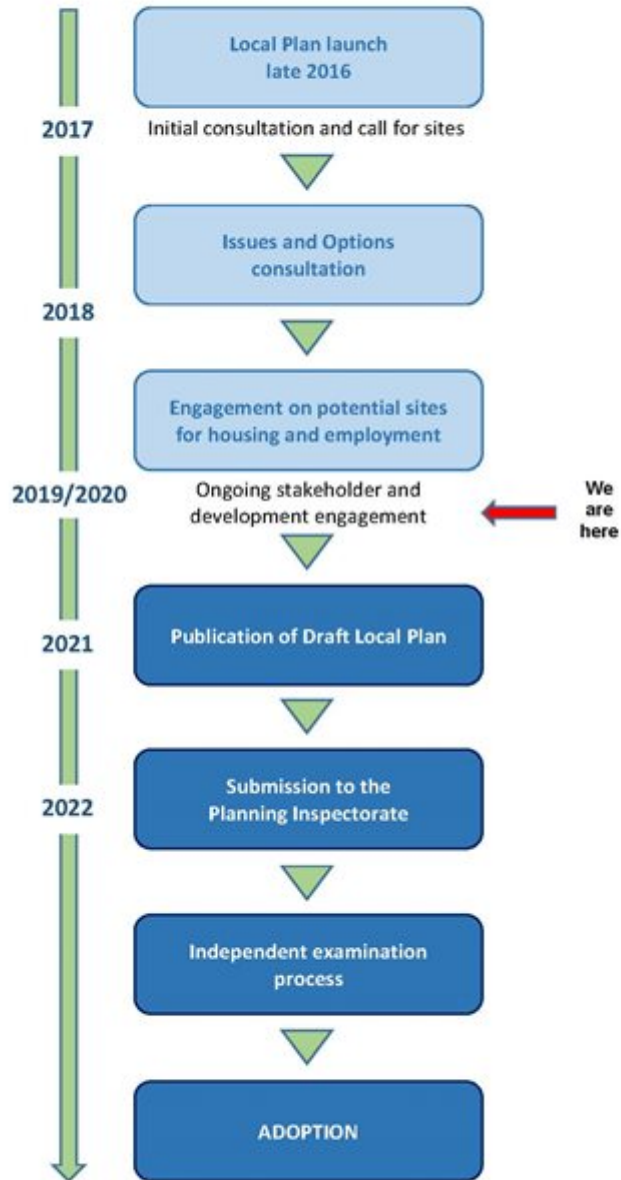 Local Plan launch
late 2016
2017
Initial consultation and call for sites
Issues and Options
consultation
2018
Engagement on potential sites
for housing and employment
2019/2020
Ongoing stakeholder and
development engagement
We
are
here
Publication of Draft Local Plan
2021
Submission to the
Planning Inspectorate
2022
Independent examination
process
ADOPTION